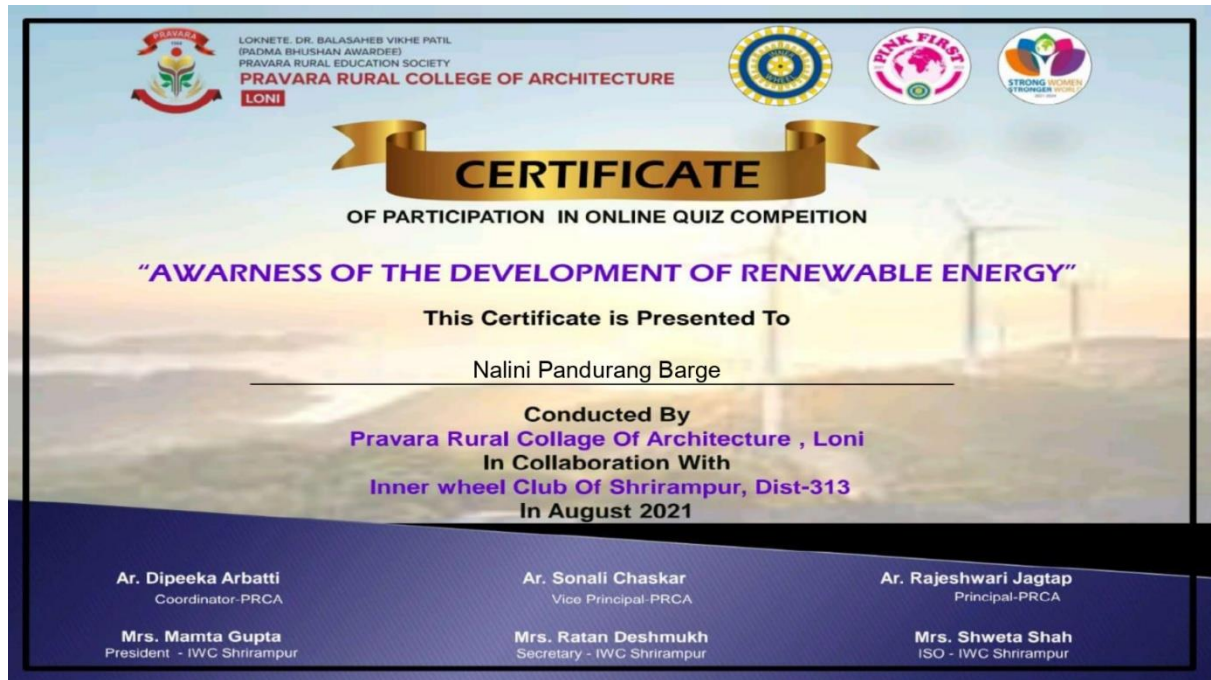 PRAVARA
LOKNETE. DR. BALASAHEB VIKHE PATIL
(PADMA BHUSHAN AWARDEE)
PRAVARA RURAL EDUCATION SOCIETY
PRAVARA RURAL COLLEGE OF ARCHITECTURE
LONI
INNER WHEEL
PINK FIRST
STRONG WOMEN
STRONGER WORLD
CERTIFICATE
OF PARTICIPATION IN ONLINE QUIZ COMPEITION
"AWARNESS OF THE DEVELOPMENT OF RENEWABLE ENERGY"
This Certificate is Presented To
Nalini Pandurang Barge
Conducted By
Pravara Rural Collage Of Architecture , Loni
In Collaboration With
Inner wheel Club Of Shrirampur, Dist-313
In August 2021
Ar. Dipeeka Arbatti
Coordinator-PRCA
Ar. Sonali Chaskar
Vice Principal-PRCA
Ar. Rajeshwari Jagtap
Principal-PRCA
Mrs. Mamta Gupta
President - IWC Shrirampur
Mrs. Ratan Deshmukh
Secretary - IWC Shrirampur
Mrs. Shweta Shah
ISO - IWC Shrirampur